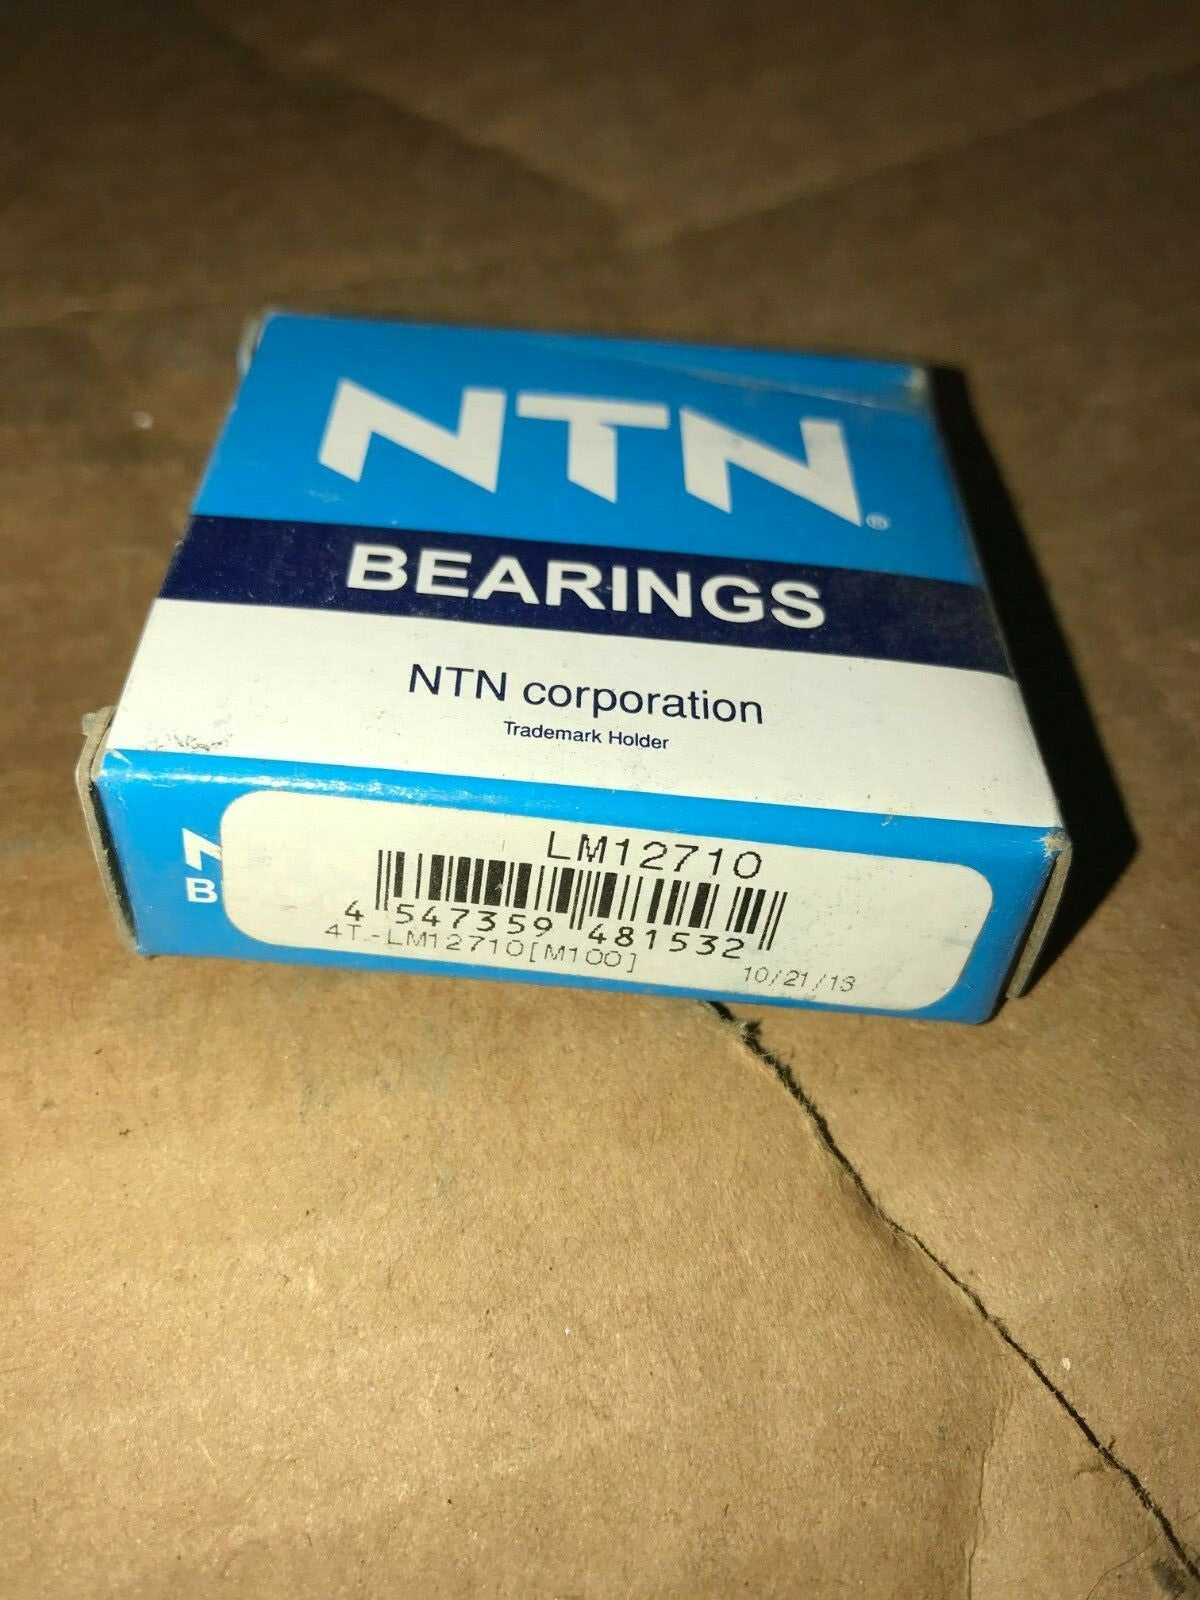 NTN®
BEARINGS
NTN corporation
Trademark Holder
LM12710
4 547359 481532
4T-LM12710[M100]
10/21/13
B